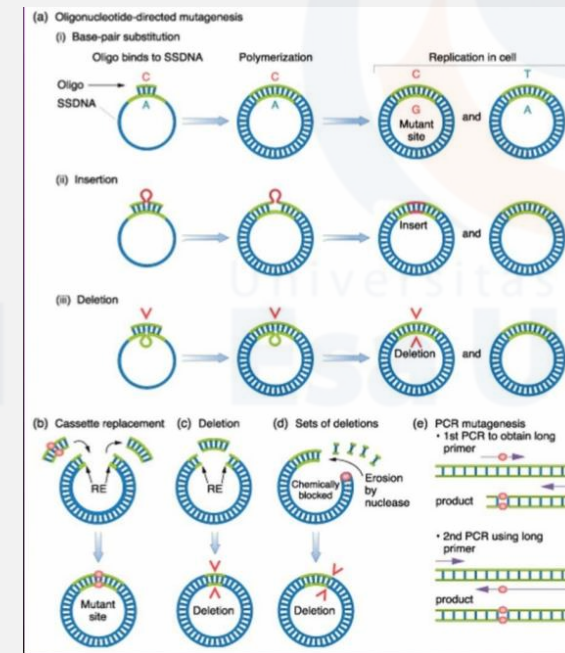 (a) Oligonucleotide-directed mutagenesis
(i) Base-pair substitution
Oligo binds to SSDNA
Polymerization
Replication in cell
Oligo
SSDNA
C
A
C
A
C
G
Mutant
site
and
T
A
(ii) Insertion
Insert
and
(iii) Deletion
Deletion
and
Universitas
Esa U
(b) Cassette replacement
RE
Mutant
site
(c) Deletion
RE
Deletion
(d) Sets of deletions
Chemically
blocked
Erosion
by
nuclease
Deletion
(e) PCR mutagenesis
• 1st PCR to obtain long
primer
product
• 2nd PCR using long
primer
product